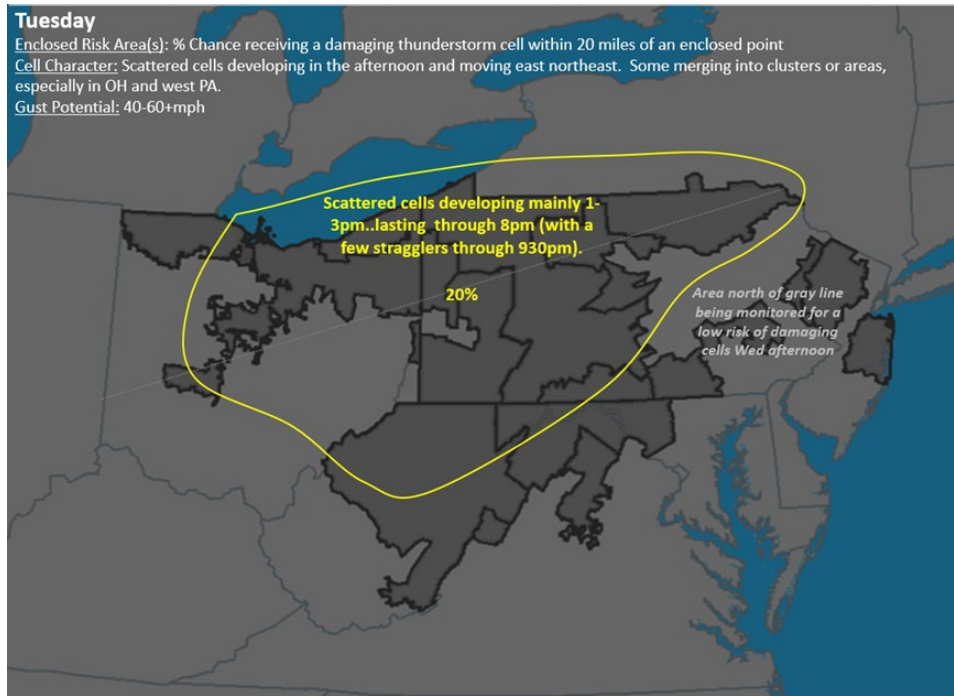 Tuesday
Enclosed Risk Area(s): % Chance receiving a damaging thunderstorm cell within 20 miles of an enclosed point
Cell Character: Scattered cells developing in the afternoon and moving east northeast.  Some merging into clusters or areas,
especially in OH and west PA.
Gust Potential: 40-60+mph
Scattered cells developing mainly 1-
3pm..lasting  through 8pm (with a
few stragglers through 930pm).
20%
Area north of gray line
being monitored for a
low risk of damaging
cells Wed afternoon